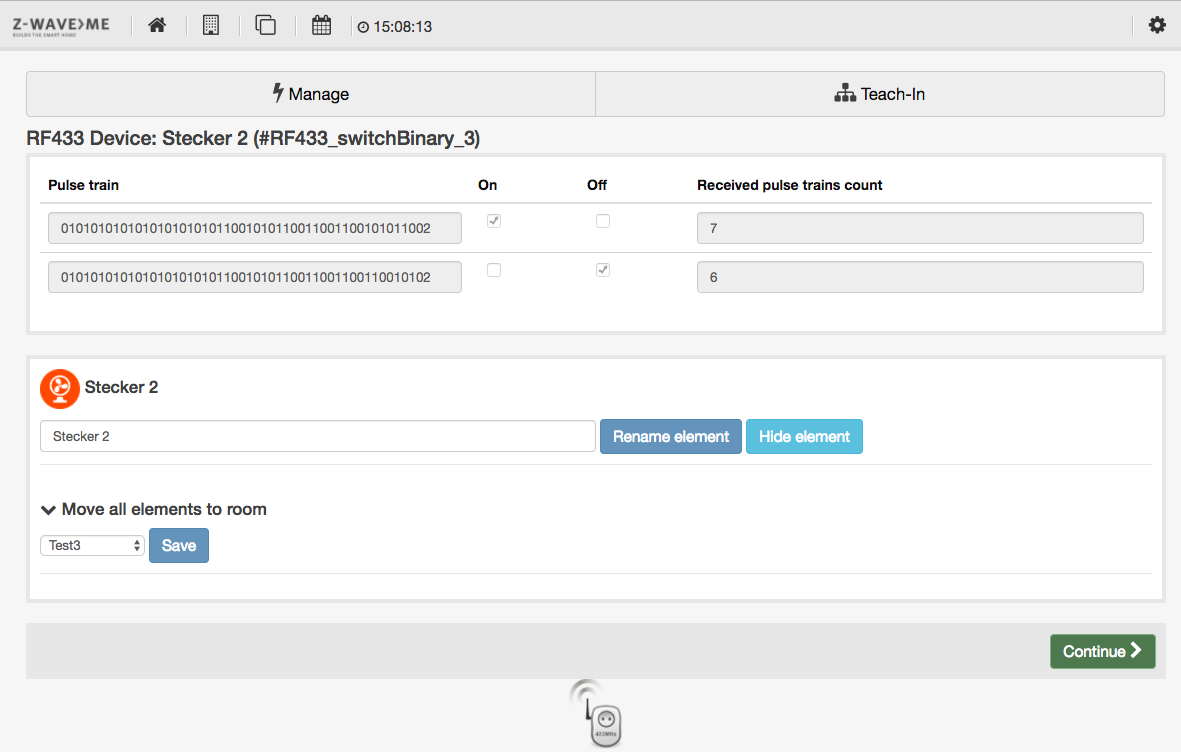 Z-WAVE>ME
BUILDS THE SMART HOME
15:08:13
Manage
Teach-In
RF433 Device: Stecker 2 (#RF433_switchBinary_3)
Pulse train On Off Received pulse trains count
01010101010101010101011001010110011001100101011002 7
01010101010101010101011001010110011001100110010102 6
Stecker 2
Stecker 2 Rename element Hide element
Move all elements to room
Test3 Save
Continue
433MHz